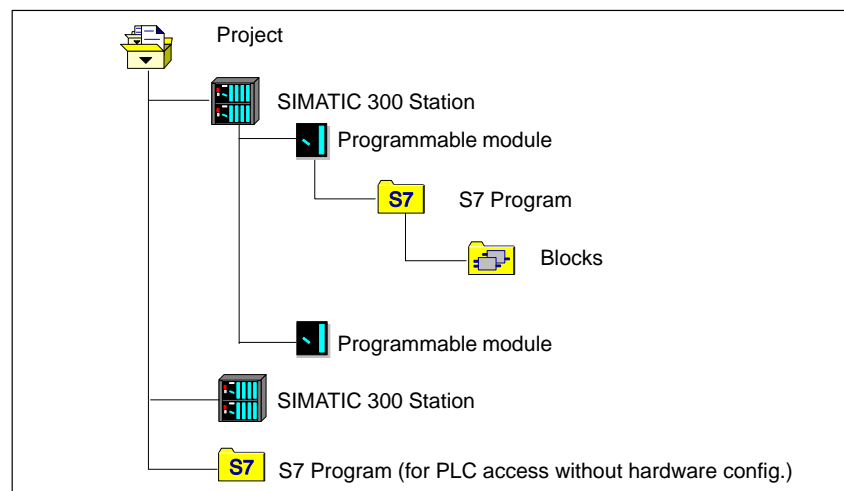 Project
SIMATIC 300 Station
Programmable module
S7 S7 Program
Blocks
Programmable module
SIMATIC 300 Station
S7 S7 Program (for PLC access without hardware config.)